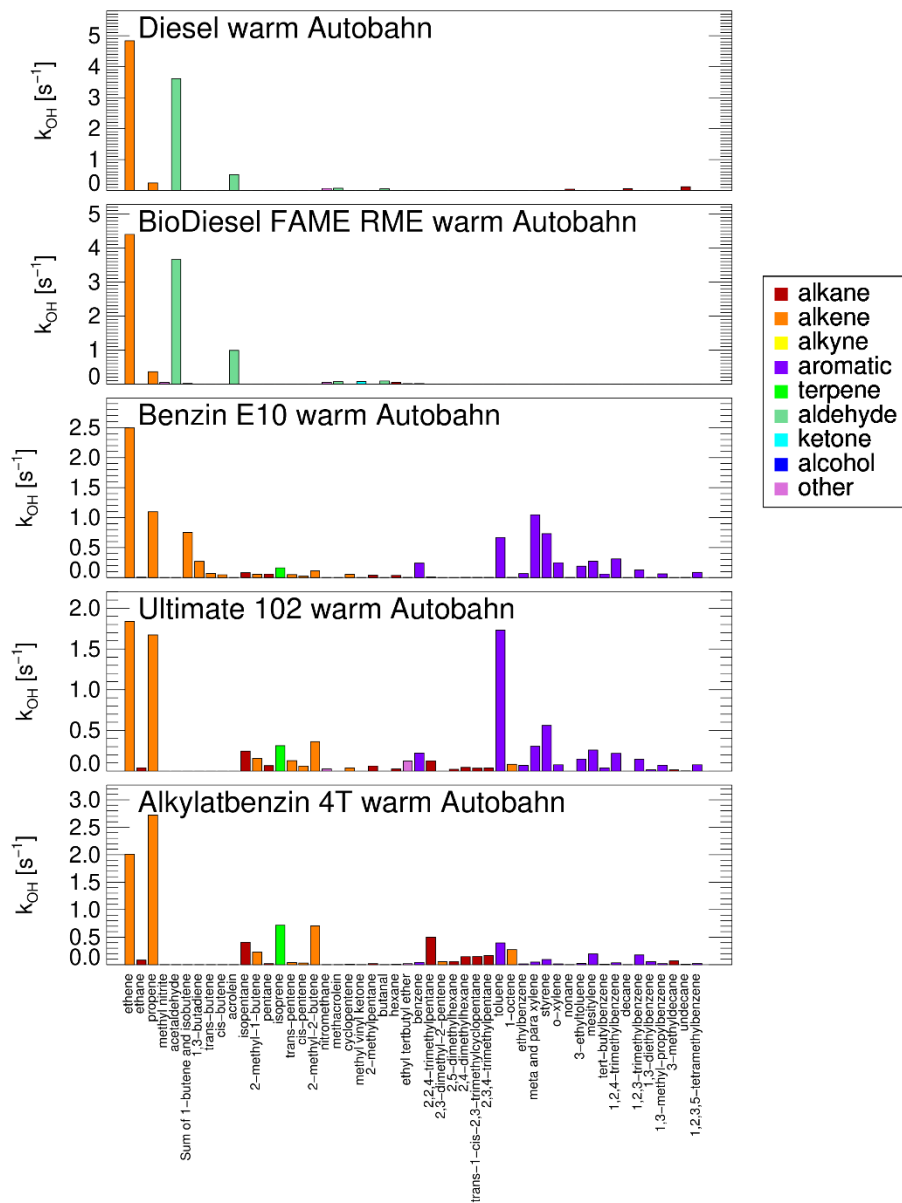 Diesel warm Autobahn
5
4
3
2
1
0
kOH [s−1]
BioDiesel FAME RME warm Autobahn
5
4
3
2
1
0
kOH [s−1]
Benzin E10 warm Autobahn
2.5
2.0
1.5
1.0
0.5
0.0
kOH [s−1]
Ultimate 102 warm Autobahn
2.0
1.5
1.0
0.5
0.0
kOH [s−1]
Alkylatbenzin 4T warm Autobahn
3.0
2.5
2.0
1.5
1.0
0.5
0.0
kOH [s−1]
ethene
ethane
propene
methyl nitrite
acetaldehyde
Sum of 1−butene and isobutene
1,3−butadiene
trans−butene
cis−butene
acrolein
isopentane
2−methyl−1−butene
pentane
isoprene
trans−pentene
cis−pentene
2−methyl−2−butene
nitromethane
methacrolein
cyclopentene
methyl vinyl ketone
2−methylpentane
butanal
hexane
ethyl tertbutyl ether
benzene
2,2,4−trimethylpentane
2,3−dimethyl−2−pentene
2,5−dimethylhexane
2,4−dimethylhexane
trans−1−cis−2,3−trimethylcyclopentane
2,3,4−trimethylpentane
toluene
1−octene
ethylbenzene
meta and para xylene
styrene
o−xylene
nonane
3−ethyltoluene
mesitylene
tert−butylbenzene
1,2,4−trimethylbenzene
decane
1,2,3−trimethylbenzene
1,3−diethylbenzene
1,3−methyl−propylbenzene
3−methyldecane
undecane
1,2,3,5−tetramethylbenzene
alkane
alkene
alkyne
aromatic
terpene
aldehyde
ketone
alcohol
other